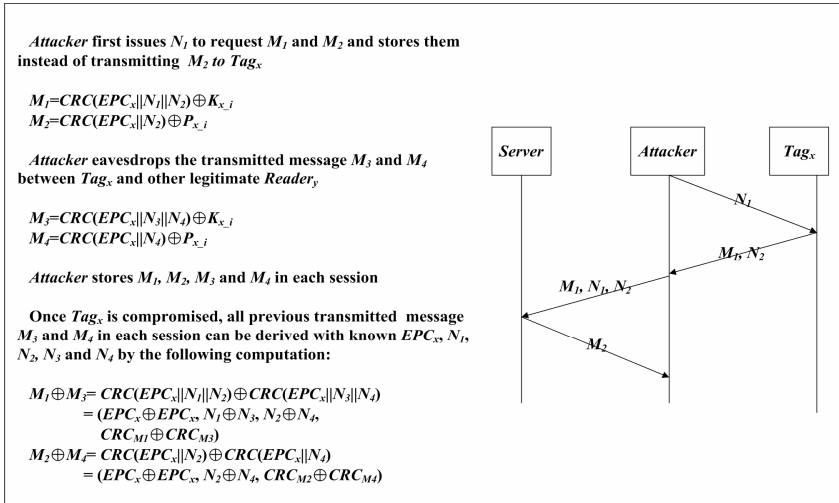 Attacker first issues N₁ to request M₁ and M₂ and stores them
instead of transmitting M₂ to Tagₓ
M₁=CRC(EPCₓ||N₁||N₂)⊕Kₓ_ᵢ
M₂=CRC(EPCₓ||N₂)⊕Pₓ_ᵢ
Attacker eavesdrops the transmitted message M₃ and M₄
between Tagₓ and other legitimate Reader_y
M₃=CRC(EPCₓ||N₃||N₄)⊕Kₓ_ᵢ
M₄=CRC(EPCₓ||N₄)⊕Pₓ_ᵢ
Attacker stores M₁, M₂, M₃ and M₄ in each session
Once Tagₓ is compromised, all previous transmitted message
M₃ and M₄ in each session can be derived with known EPCₓ, N₁,
N₂, N₃ and N₄ by the following computation:
M₁⊕M₃= CRC(EPCₓ||N₁||N₂)⊕CRC(EPCₓ||N₃||N₄)
= (EPCₓ⊕EPCₓ, N₁⊕N₃, N₂⊕N₄,
CRC_M1⊕CRC_M3)
M₂⊕M₄= CRC(EPCₓ||N₂)⊕CRC(EPCₓ||N₄)
= (EPCₓ⊕EPCₓ, N₂⊕N₄, CRC_M2⊕CRC_M4)
Server
Attacker
Tagₓ
N₁
M₁, N₂
M₁, N₁, N₂
M₂